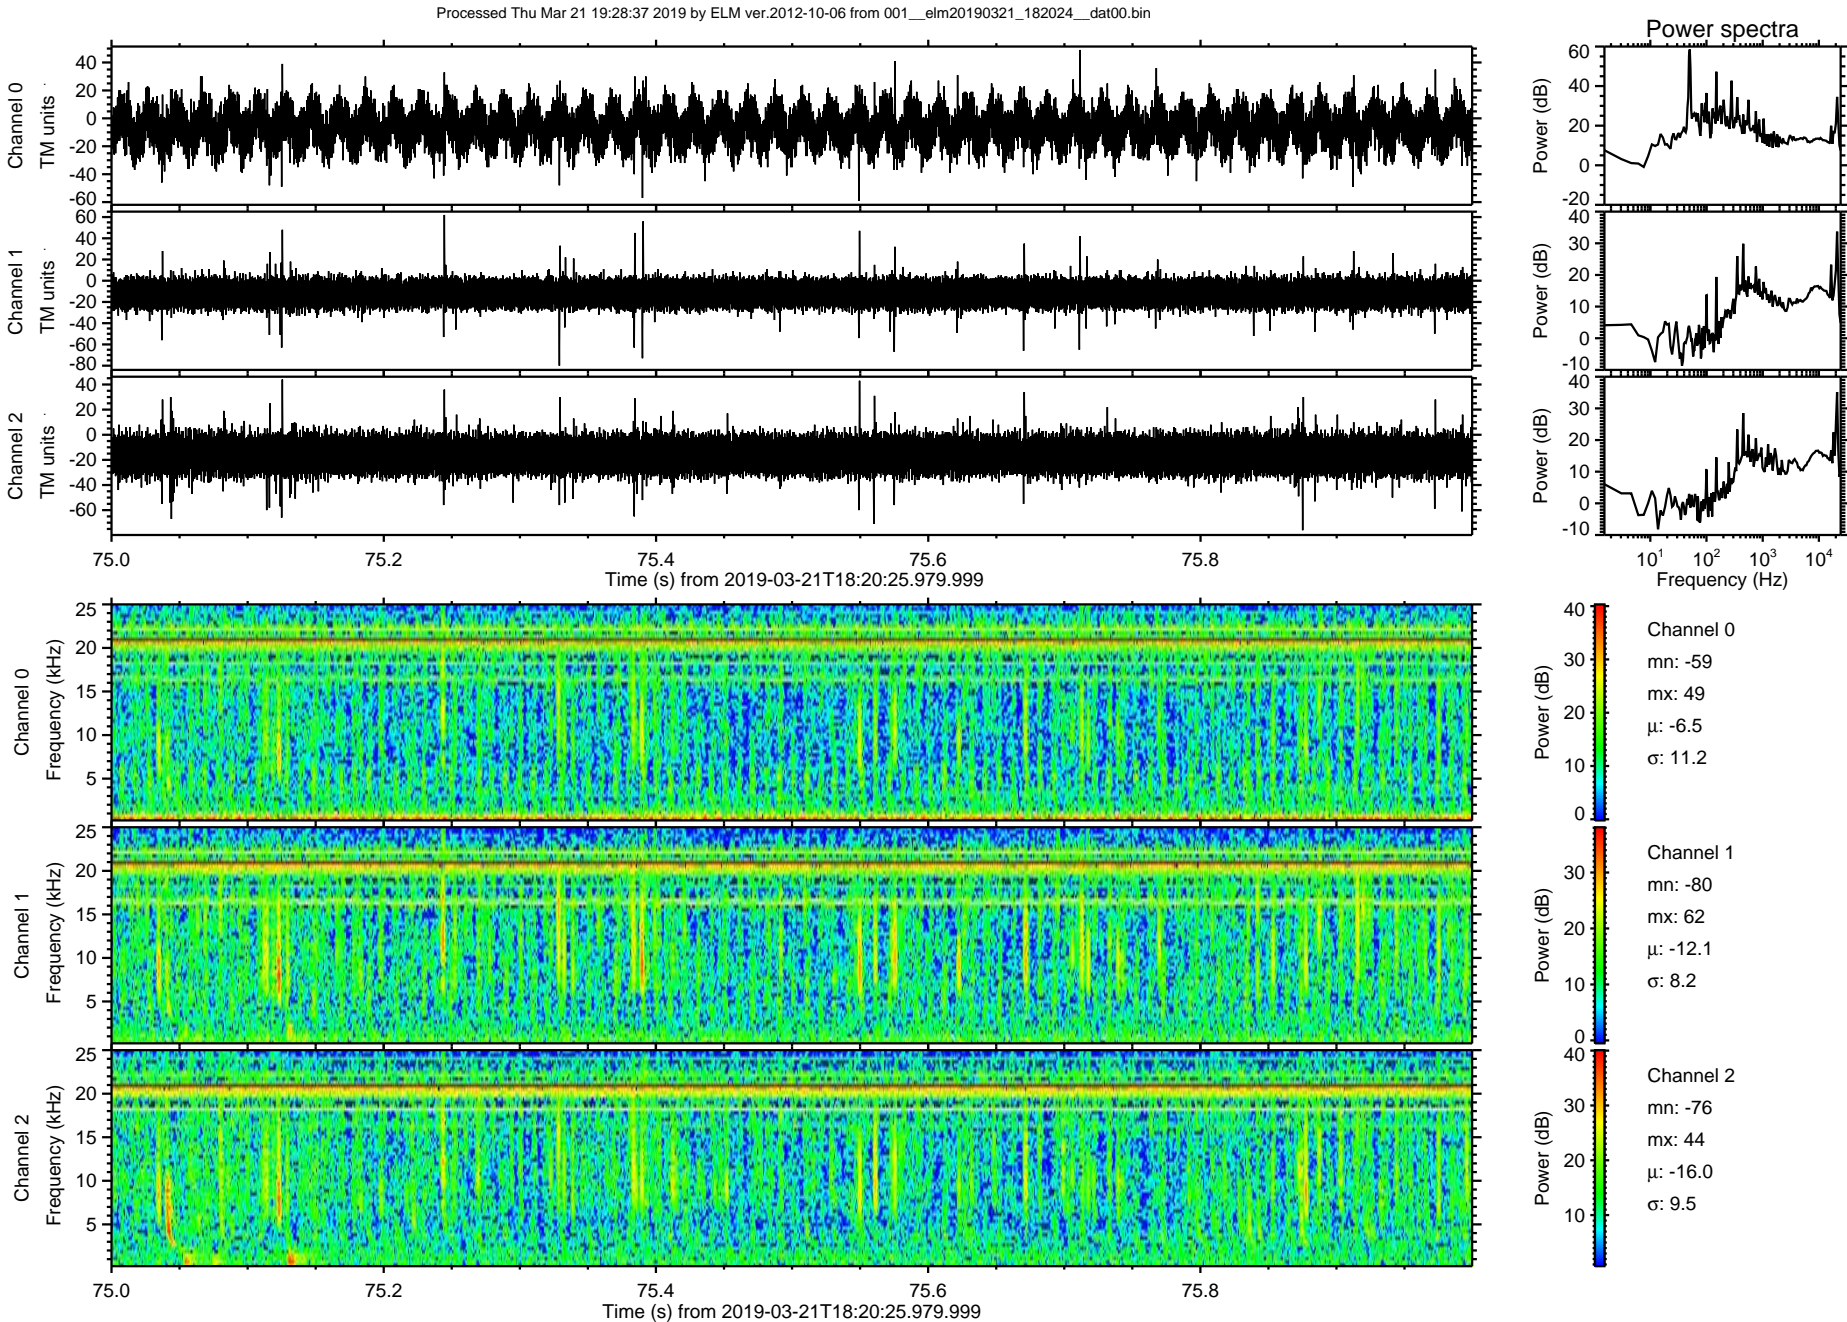 Processed Thu Mar 21 19:28:37 2019 by ELM ver.2012-10-06 from 001__elm20190321_182024__dat00.bin
Power spectra
Channel 0
TM units
40
20
0
-20
-40
-60
Power (dB)
60
40
20
0
-20
Channel 1
TM units
60
40
20
0
-20
-40
-60
-80
Power (dB)
40
30
20
10
0
-10
Channel 2
TM units
40
20
0
-20
-40
-60
Power (dB)
40
30
20
10
0
-10
75.0 75.2 75.4 75.6 75.8
Time (s) from 2019-03-21T18:20:25.979.999
10^1 10^2 10^3 10^4
Frequency (Hz)
Channel 0
Frequency (kHz)
25
20
15
10
5
Power (dB)
40
30
20
10
0
Channel 0
mn: -59
mx: 49
μ: -6.5
σ: 11.2
Channel 1
Frequency (kHz)
25
20
15
10
5
Power (dB)
30
20
10
0
Channel 1
mn: -80
mx: 62
μ: -12.1
σ: 8.2
Channel 2
Frequency (kHz)
25
20
15
10
5
Power (dB)
40
30
20
10
Channel 2
mn: -76
mx: 44
μ: -16.0
σ: 9.5
75.0 75.2 75.4 75.6 75.8
Time (s) from 2019-03-21T18:20:25.979.999